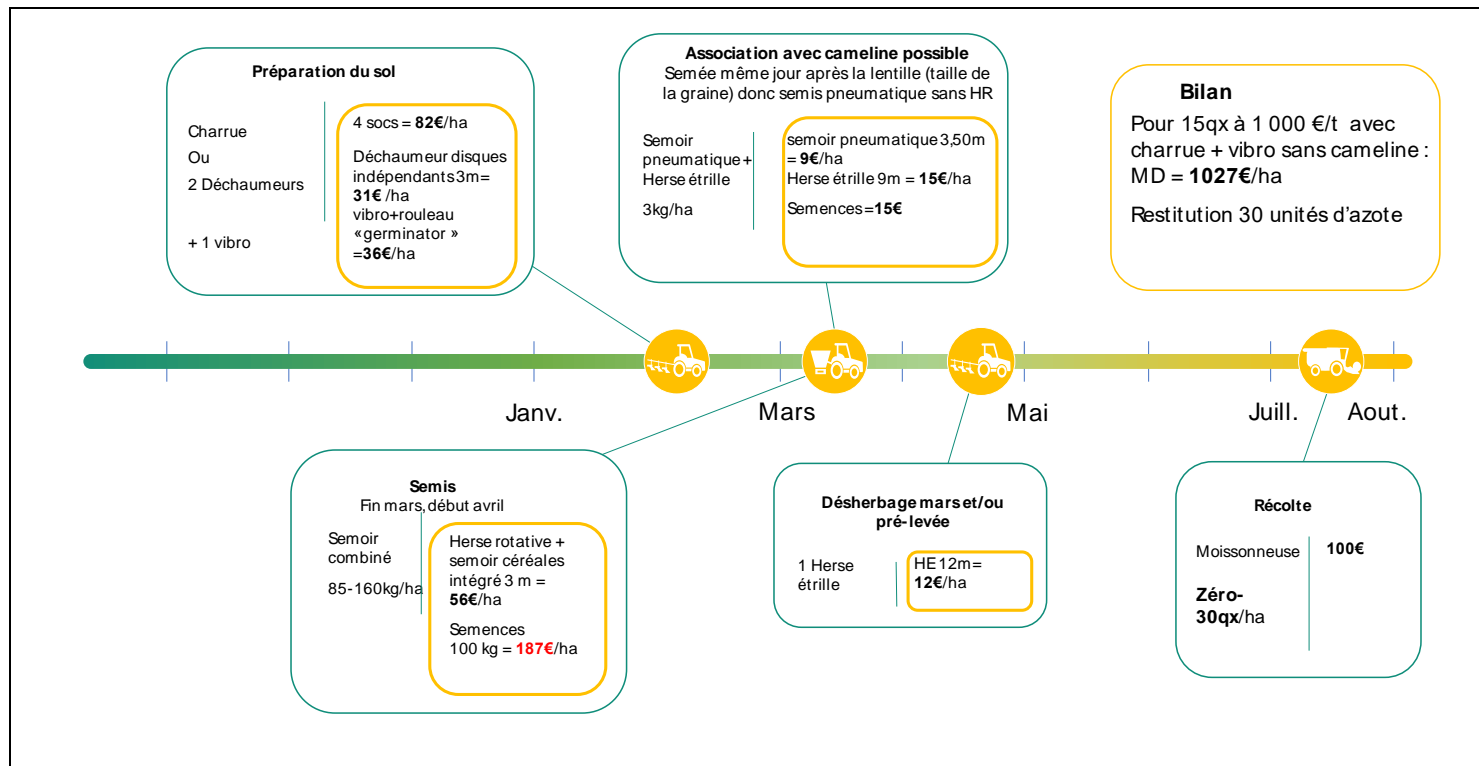 Préparation du sol
Charrue
Ou
2 Déchaumeurs
+ 1 vibro
4 socs = 82€/ha
Déchaumeur disques
indépendants 3m=
31€ /ha
vibro+rouleau
«germinator »
=36€/ha
Association avec cameline possible
Semée même jour après la lentille (taille de
la graine) donc semis pneumatique sans HR
Semoir
pneumatique +
Herse étrille
3kg/ha
semoir pneumatique 3,50m
= 9€/ha
Herse étrille 9m = 15€/ha
Semences =15€
Bilan
Pour 15qx à 1 000 €/t avec
charrue + vibro sans cameline :
MD = 1027€/ha
Restitution 30 unités d'azote
Janv.
Mars
Mai
Juill.
Aout.
Semis
Fin mars, début avril
Semoir
combiné
85-160kg/ha
Herse rotative +
semoir céréales
intégré 3 m =
56€/ha
Semences
100 kg = 187€/ha
Désherbage mars et/ou
pré-levée
1 Herse
étrille
HE 12m=
12€/ha
Récolte
Moissonneuse
Zéro-
30qx/ha
100€